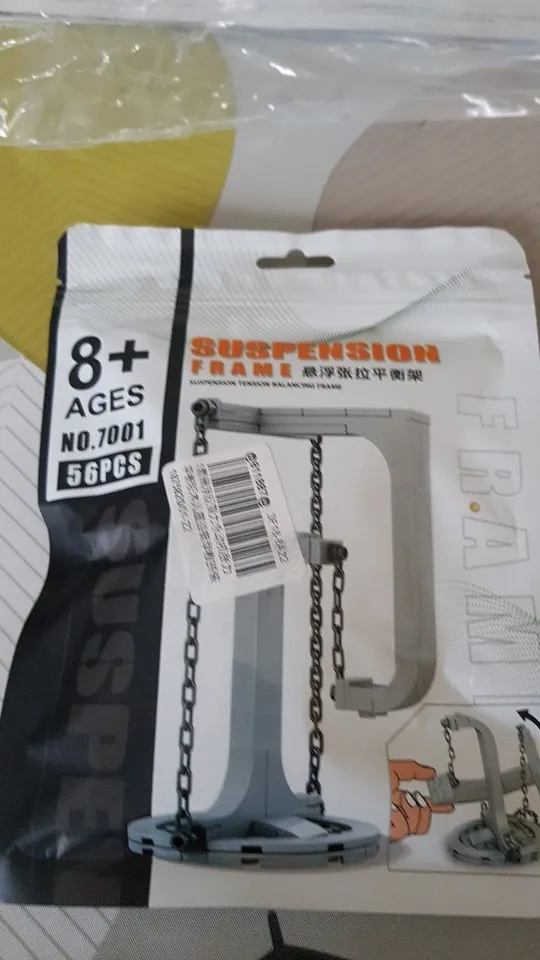 8+
AGES
NO.7001
56PCS
SUSPENSION
FRAME 悬浮张拉平衡架
SUSPENSION TENSION BALANCING FRAME
FRAM
SUSPE